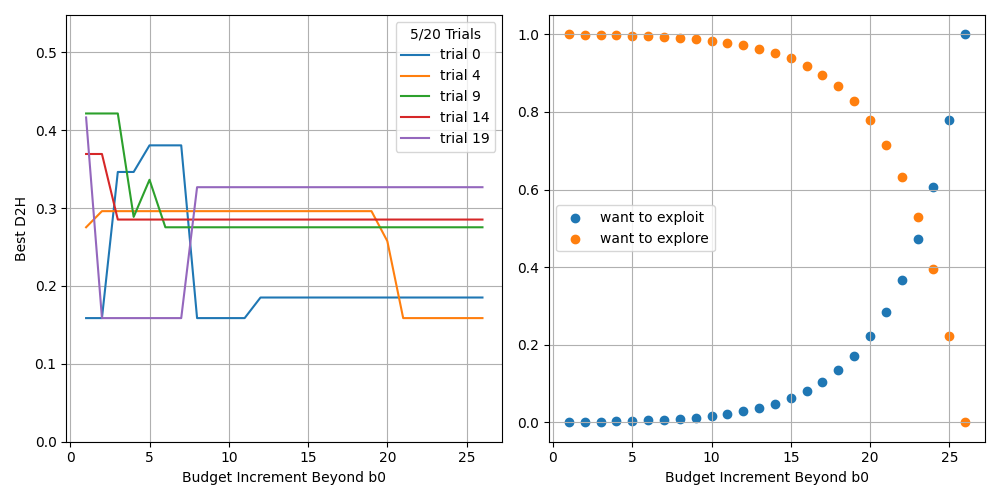 5/20 Trials
trial 0
trial 4
trial 9
trial 14
trial 19
0.5
0.4
0.3
0.2
0.1
0.0
Best D2H
0 5 10 15 20 25
Budget Increment Beyond b0
1.0
0.8
0.6
0.4
0.2
0.0
want to exploit
want to explore
0 5 10 15 20 25
Budget Increment Beyond b0